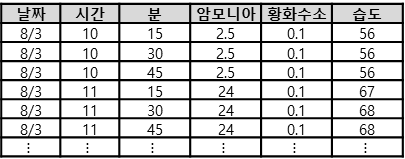 날짜 시간 분 암모니아 황화수소 습도
8/3 10 15 2.5 0.1 56
8/3 10 30 2.5 0.1 56
8/3 10 45 2.5 0.1 56
8/3 11 15 24 0.1 67
8/3 11 30 24 0.1 68
8/3 11 45 24 0.1 68
⋮ ⋮ ⋮ ⋮ ⋮ ⋮